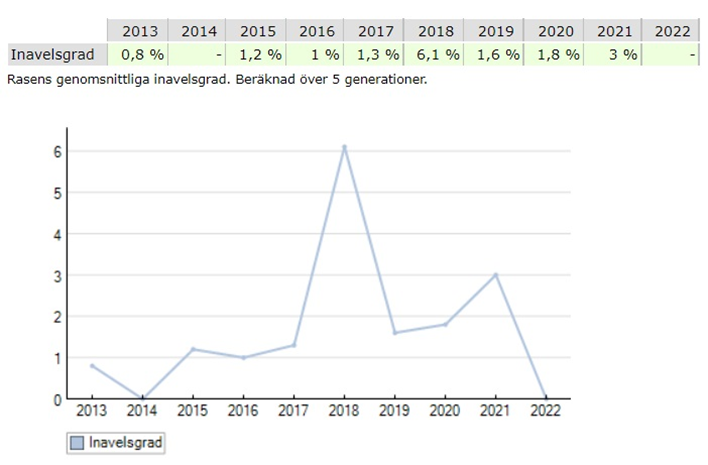 2013 2014 2015 2016 2017 2018 2019 2020 2021 2022
Inavelsgrad 0,8 % - 1,2 % 1 % 1,3 % 6,1 % 1,6 % 1,8 % 3 % -
Rasens genomsnittliga inavelsgrad. Beräknad över 5 generationer.
6
5
4
3
2
1
0
2013 2014 2015 2016 2017 2018 2019 2020 2021 2022
Inavelsgrad